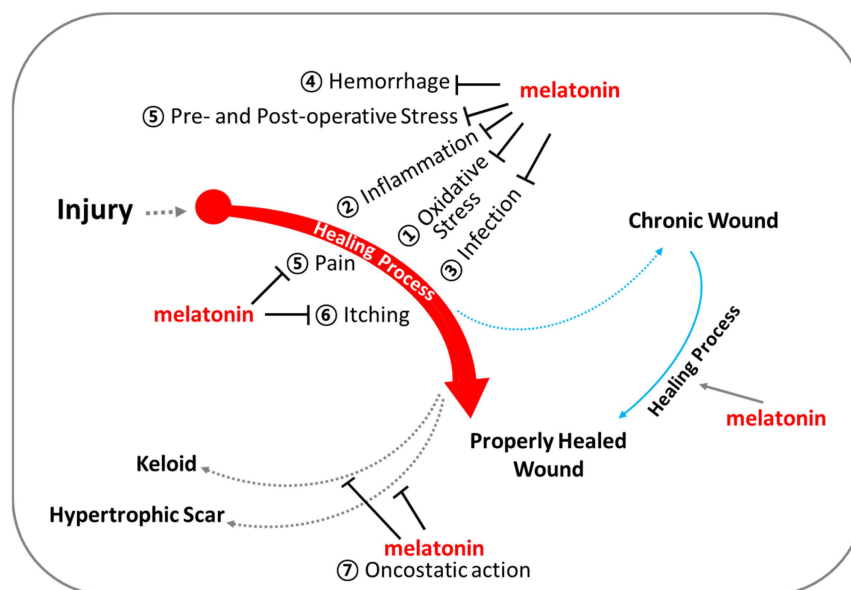 ④ Hemorrhage
melatonin
⑤ Pre- and Post-operative Stress
② Inflammation
① Oxidative
Stress
③ Infection
Injury
Healing Process
Chronic Wound
⑤ Pain
melatonin
⑥ Itching
Healing Process
melatonin
Properly Healed
Wound
Keloid
Hypertrophic Scar
melatonin
⑦ Oncostatic action